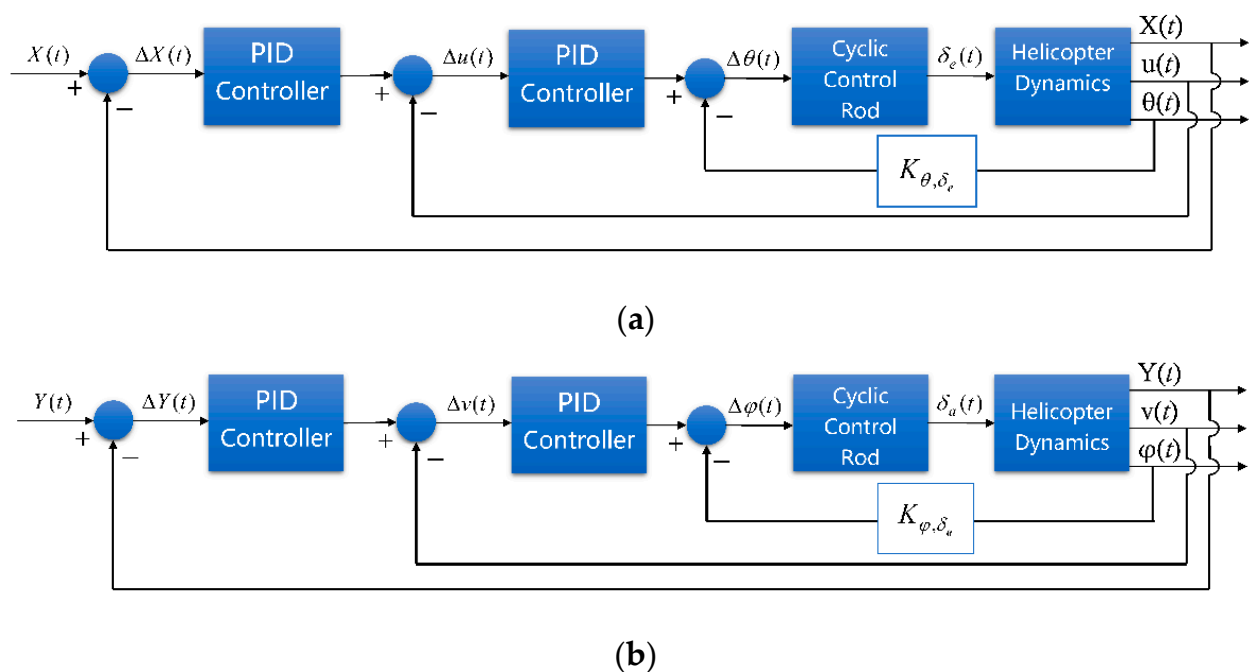 X(t)
ΔX(t)
PID
Controller
Δu(t)
PID
Controller
Δθ(t)
Cyclic
Control
Rod
δe(t)
Helicopter
Dynamics
X(t)
u(t)
θ(t)
+
−
+
−
+
−
Kθ,δe
(a)
Y(t)
ΔY(t)
PID
Controller
Δv(t)
PID
Controller
Δφ(t)
Cyclic
Control
Rod
δa(t)
Helicopter
Dynamics
Y(t)
v(t)
φ(t)
+
−
+
−
+
−
Kφ,δa
(b)